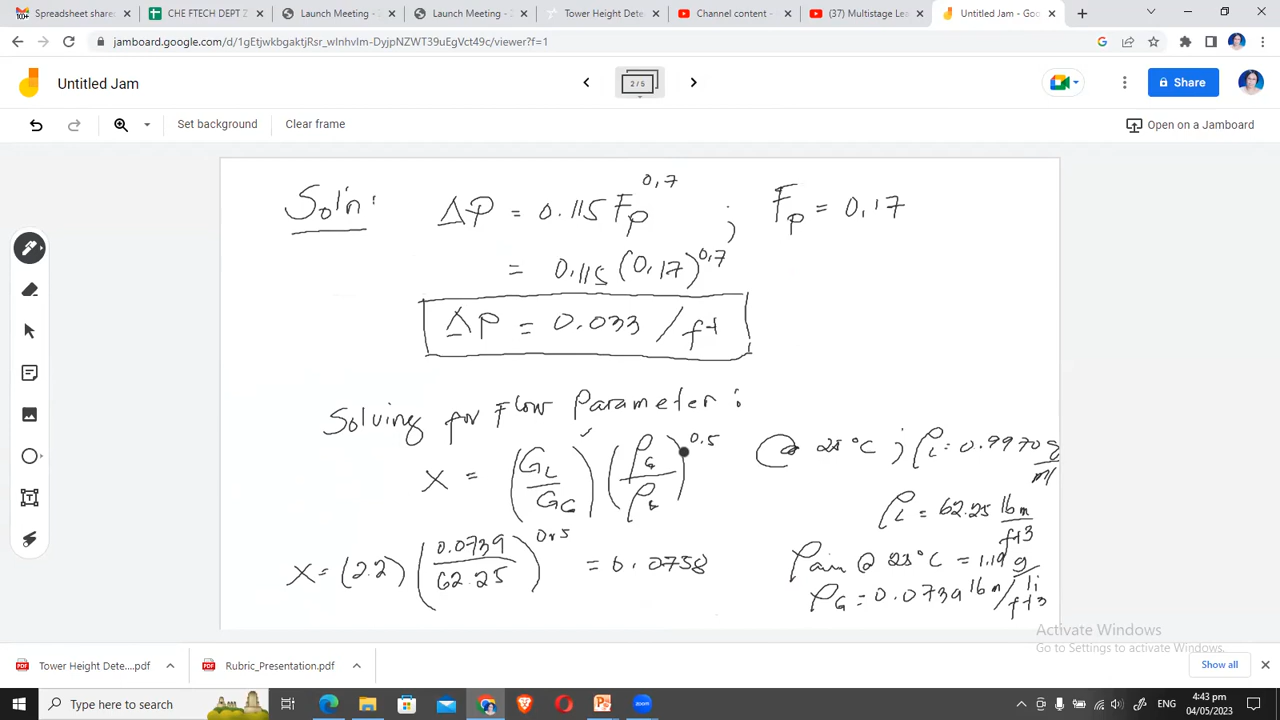 Spreadsheet shared
CHE FTECH DEPT Z
Launch Meeting -
Launch Meeting - Z
Tower Height Dete
Channel content -
(37) Multistage Le
Untitled Jam - Goo
jamboard.google.com/d/1gEtjwkbgaktjRsr_wInhvIm-DyjpNZWT39uEgVct49c/viewer?f=1
Untitled Jam
2/5
Share
Set background
Clear frame
Open on a Jamboard
Sol'n: ΔP = 0.115 Fp^0.7 ; Fp = 0.17
= 0.115 (0.17)^0.7
ΔP = 0.033 /ft
Solving for Flow Parameter :
X = (GL/GG) (ρG/ρL)^0.5 @ 25 °C ; ρL = 0.9970 g/ml
ρL = 62.25 lbm/ft3
X = (2.2) (0.0739/62.25)^0.5 = 0.0758
ρair @ 25°C = 1.19 g/li
ρG = 0.0739 lbm/ft3
Activate Windows
Go to Settings to activate Windows.
Tower Height Dete....pdf
Rubric_Presentation.pdf
Show all
Type here to search
ENG
4:43 pm
04/05/2023